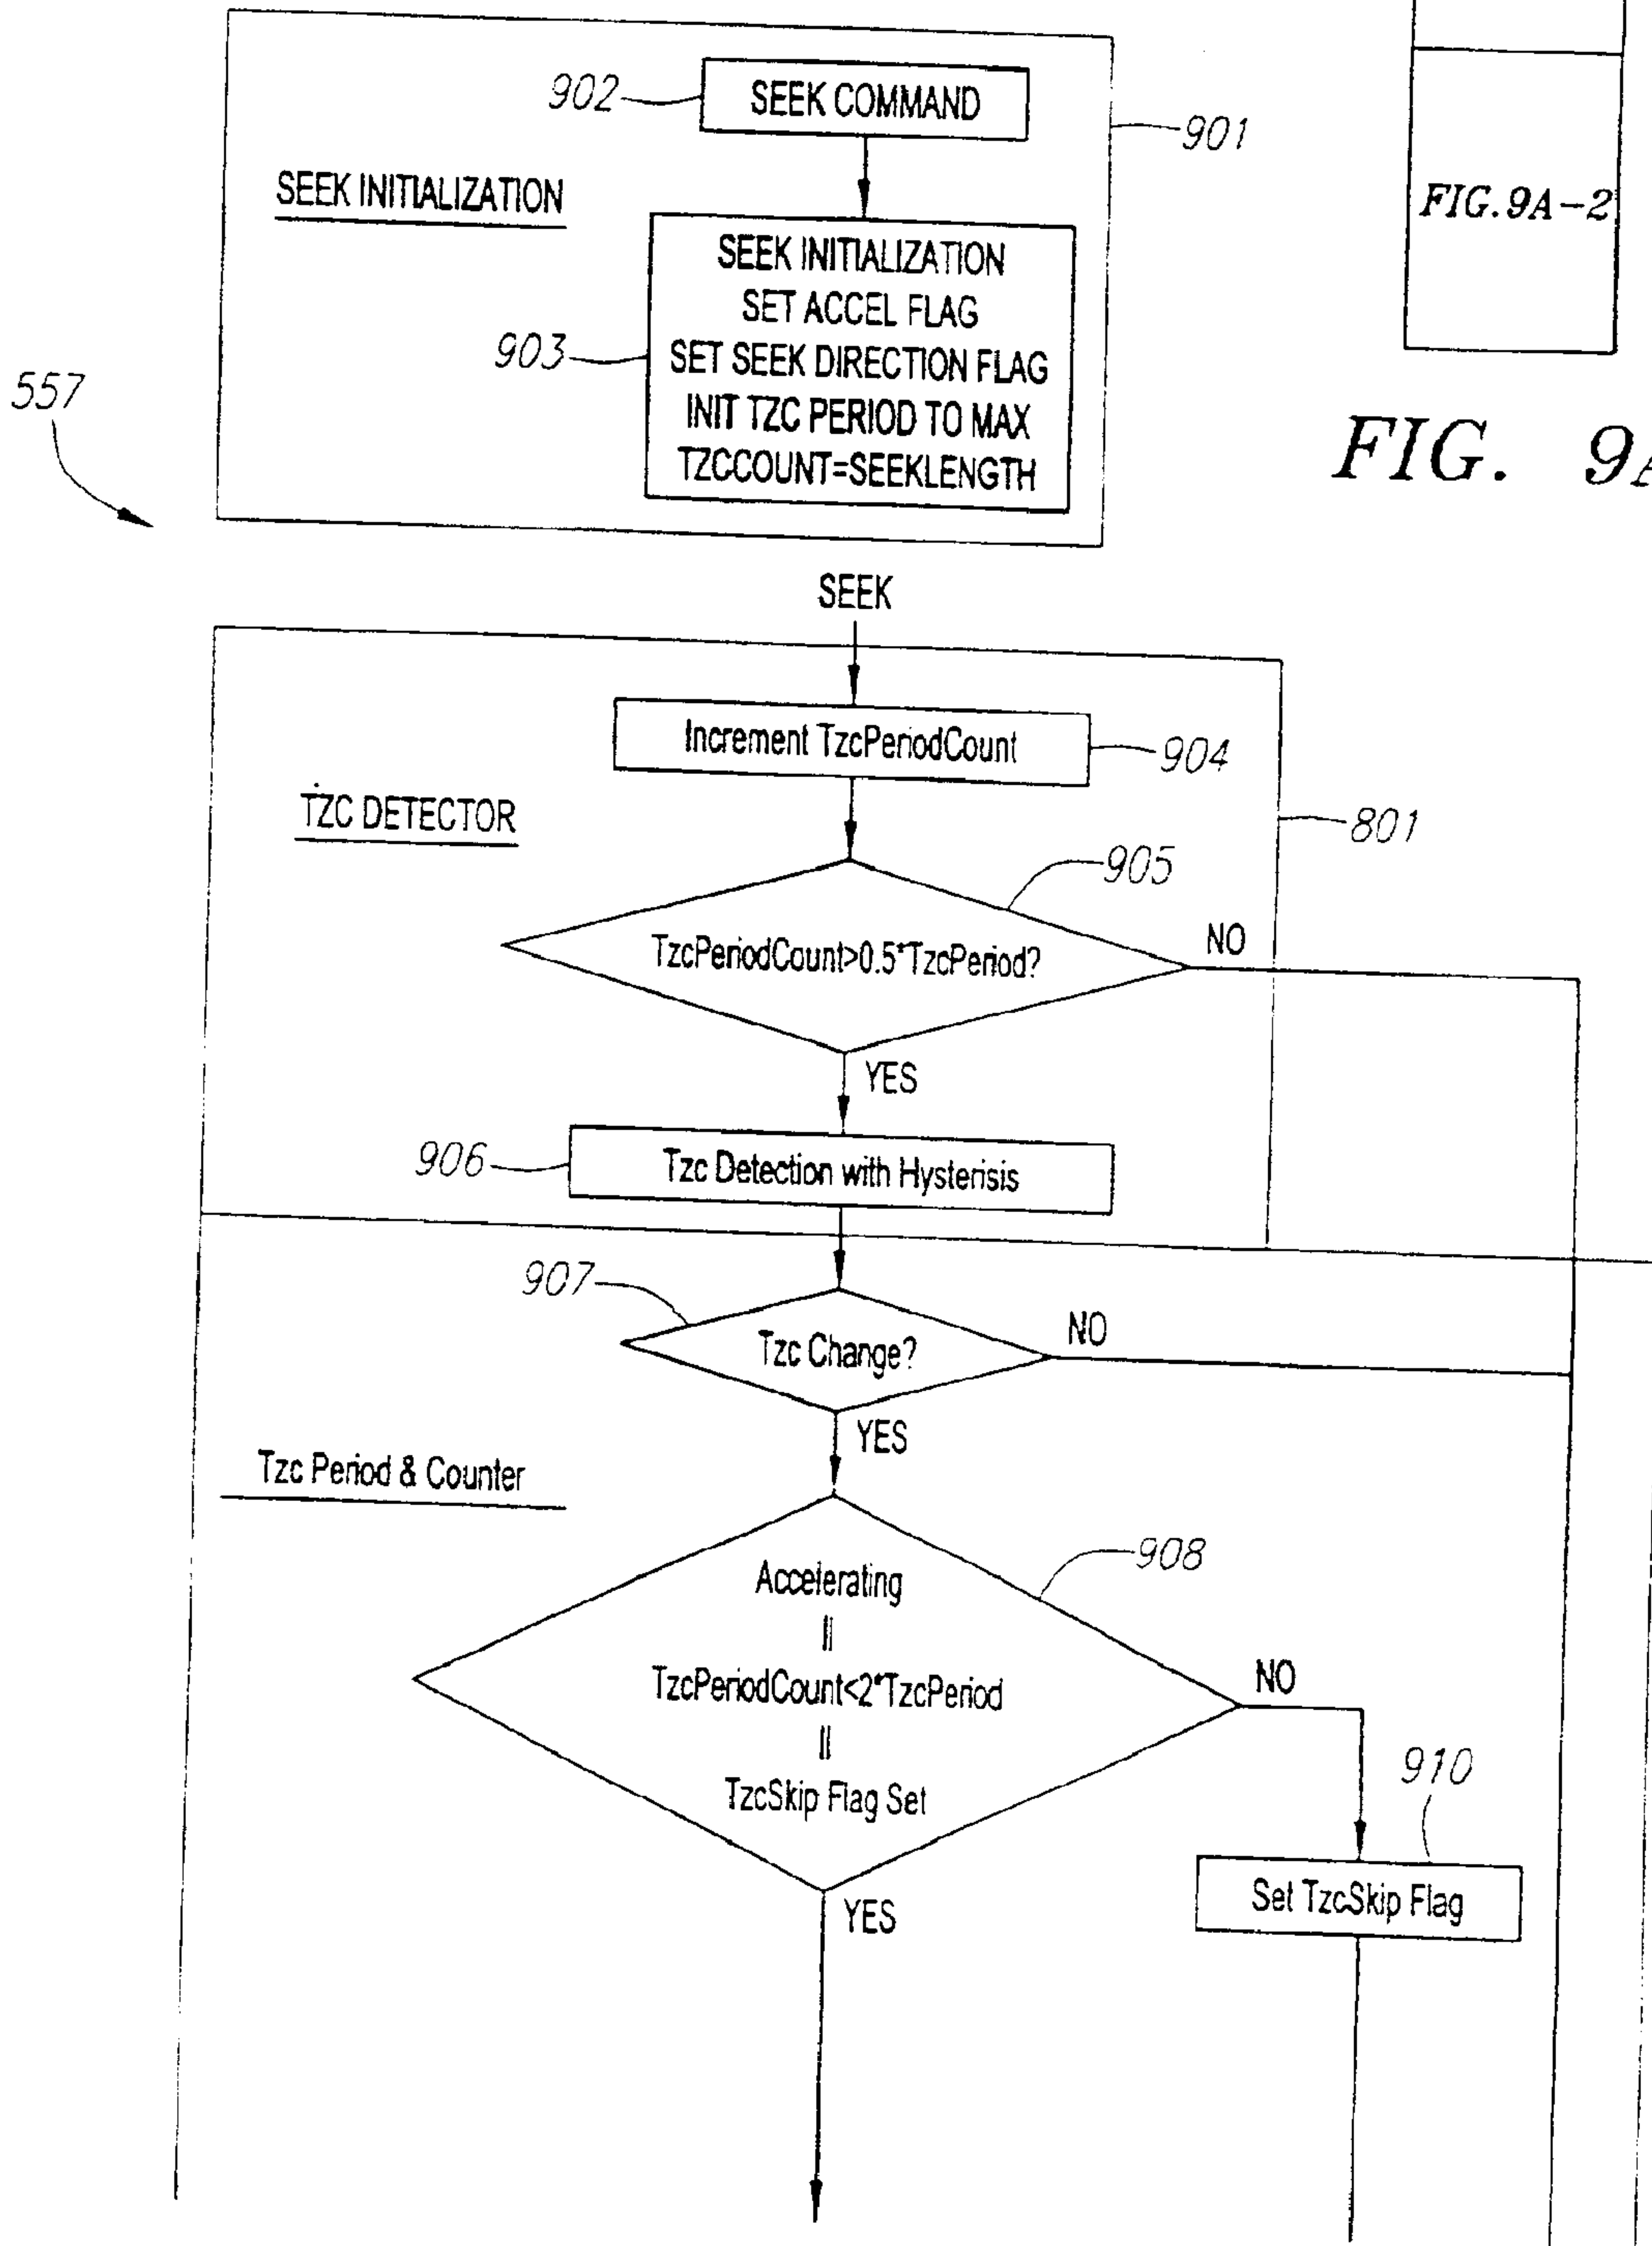 902
SEEK COMMAND
901
SEEK INITIALIZATION
FIG.9A-2
SEEK INITIALIZATION
SET ACCEL FLAG
903
SET SEEK DIRECTION FLAG
INIT TZC PERIOD TO MAX
TZCCOUNT=SEEKLENGTH
557
FIG. 9A
SEEK
Increment TzcPeriodCount
904
TZC DETECTOR
801
905
TzcPeriodCount>0.5*TzcPeriod?
NO
YES
906
Tzc Detection with Hysterisis
907
Tzc Change?
NO
YES
Tzc Period & Counter
908
Accelerating
||
TzcPeriodCount<2*TzcPeriod
||
TzcSkip Flag Set
NO
910
Set TzcSkip Flag
YES